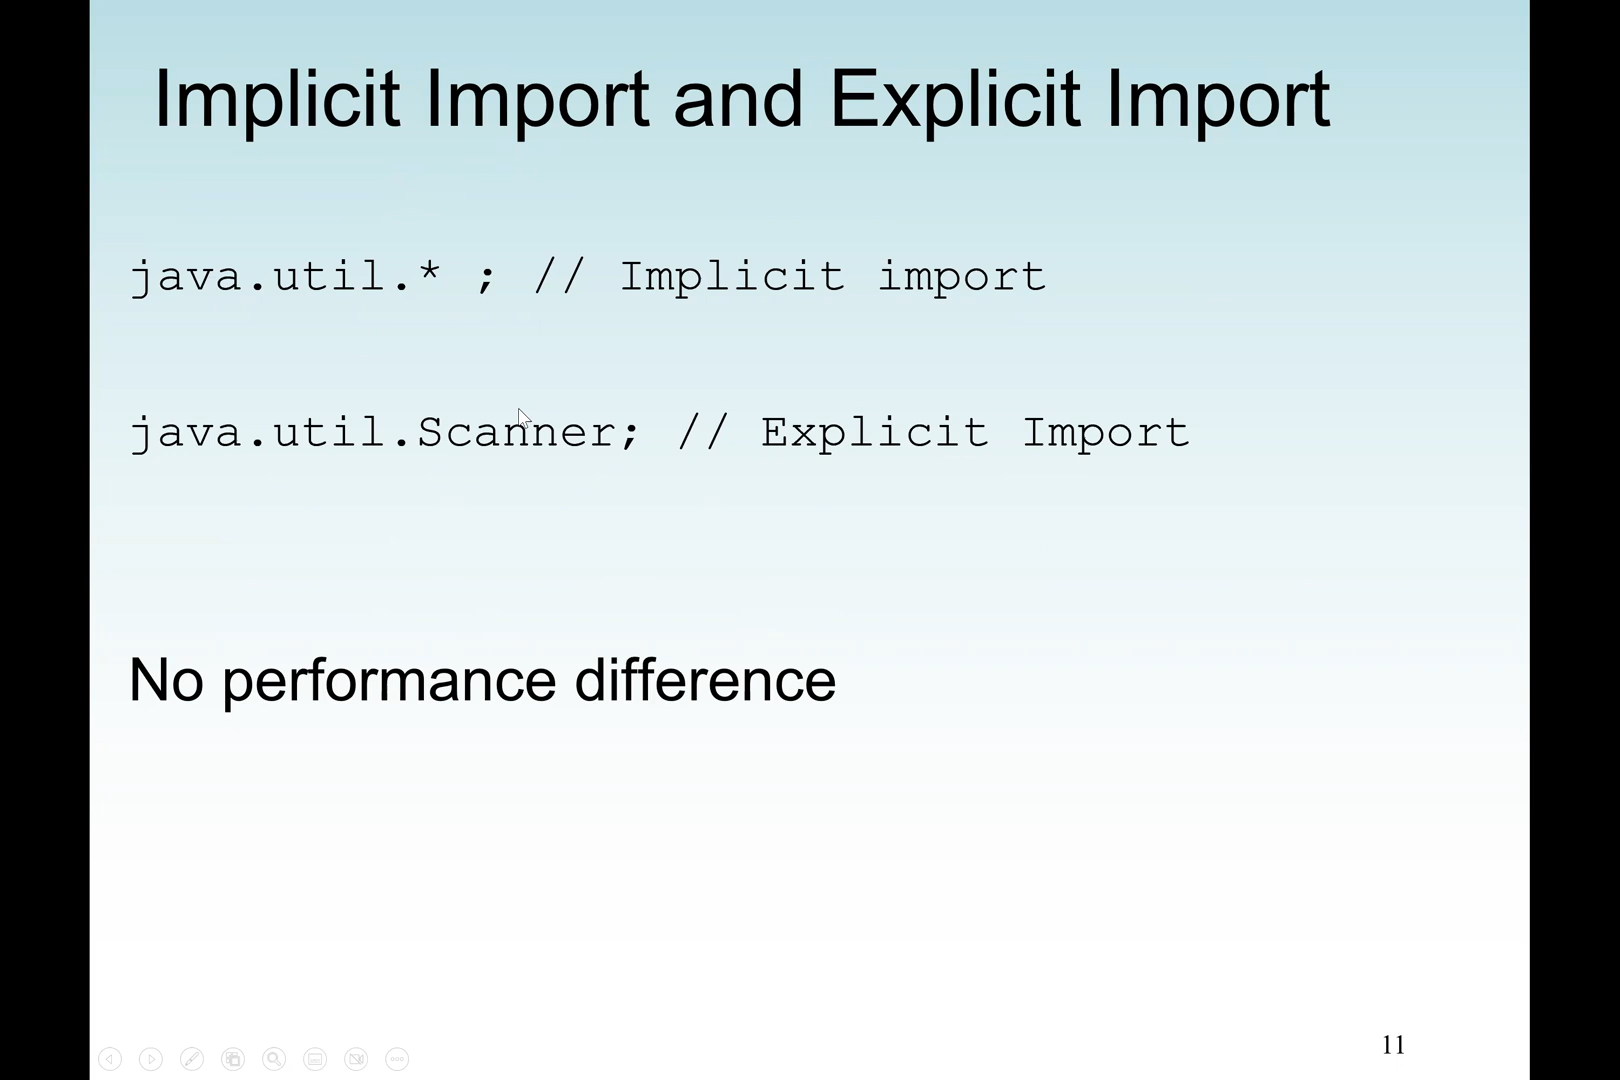 Implicit Import and Explicit Import
java.util.* ; // Implicit import
java.util.Scanner; // Explicit Import
No performance difference
11